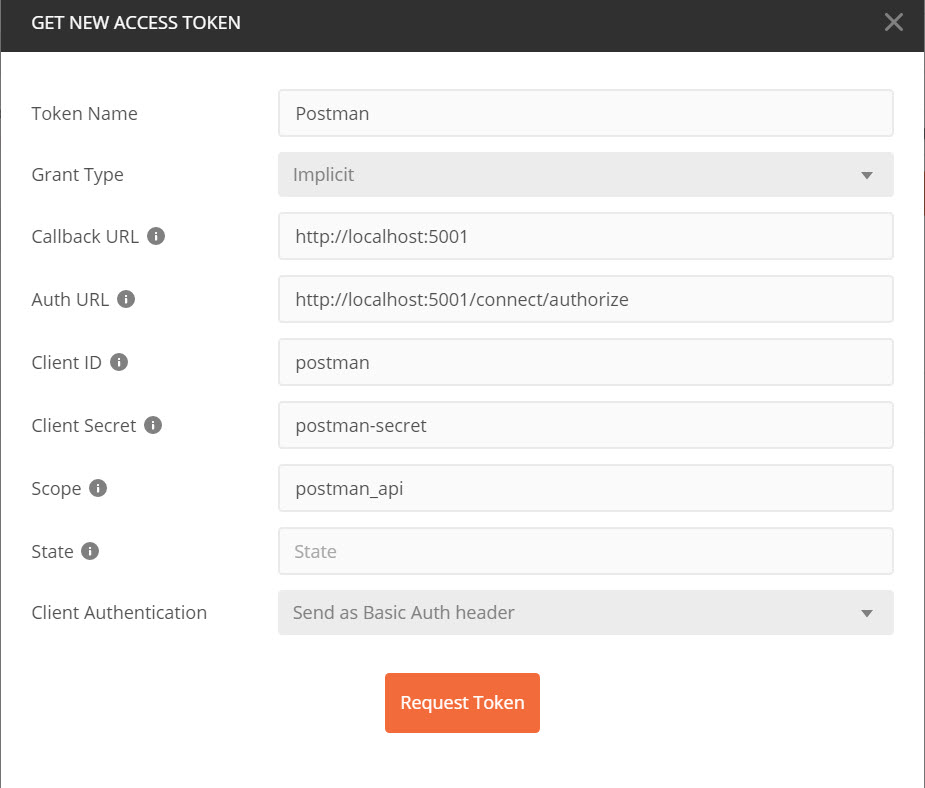 GET NEW ACCESS TOKEN
Token Name Postman
Grant Type Implicit
Callback URL http://localhost:5001
Auth URL http://localhost:5001/connect/authorize
Client ID postman
Client Secret postman-secret
Scope postman_api
State State
Client Authentication Send as Basic Auth header
Request Token